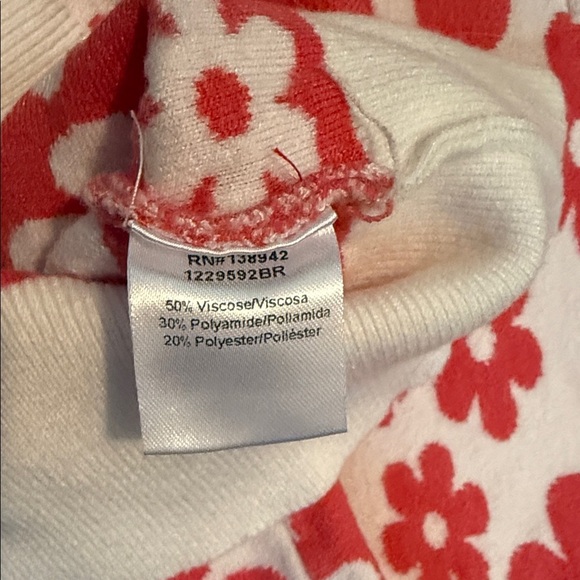 RN#138942
1229592BR
50% Viscose/Viscosa
30% Polyamide/Poliamida
20% Polyester/Poliéster